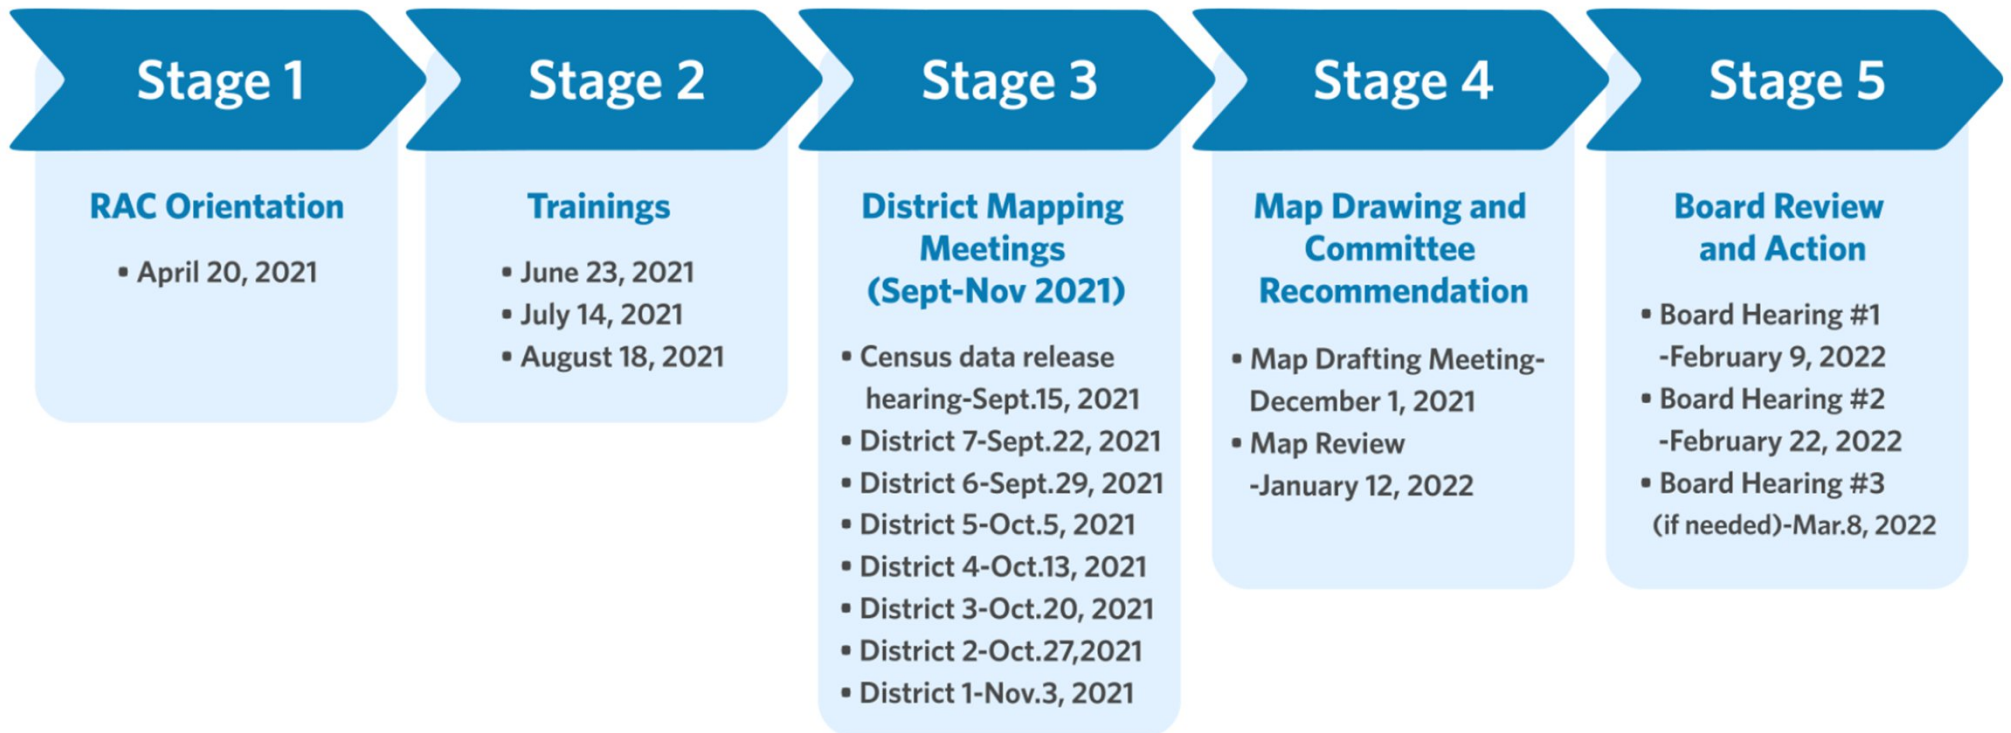 Stage 1
RAC Orientation
▪ April 20, 2021
Stage 2
Trainings
▪ June 23, 2021
▪ July 14, 2021
▪ August 18, 2021
Stage 3
District Mapping
Meetings
(Sept-Nov 2021)
▪ Census data release
hearing-Sept.15, 2021
▪ District 7-Sept.22, 2021
▪ District 6-Sept.29, 2021
▪ District 5-Oct.5, 2021
▪ District 4-Oct.13, 2021
▪ District 3-Oct.20, 2021
▪ District 2-Oct.27,2021
▪ District 1-Nov.3, 2021
Stage 4
Map Drawing and
Committee
Recommendation
▪ Map Drafting Meeting-
December 1, 2021
▪ Map Review
-January 12, 2022
Stage 5
Board Review
and Action
▪ Board Hearing #1
-February 9, 2022
▪ Board Hearing #2
-February 22, 2022
▪ Board Hearing #3
(if needed)-Mar.8, 2022